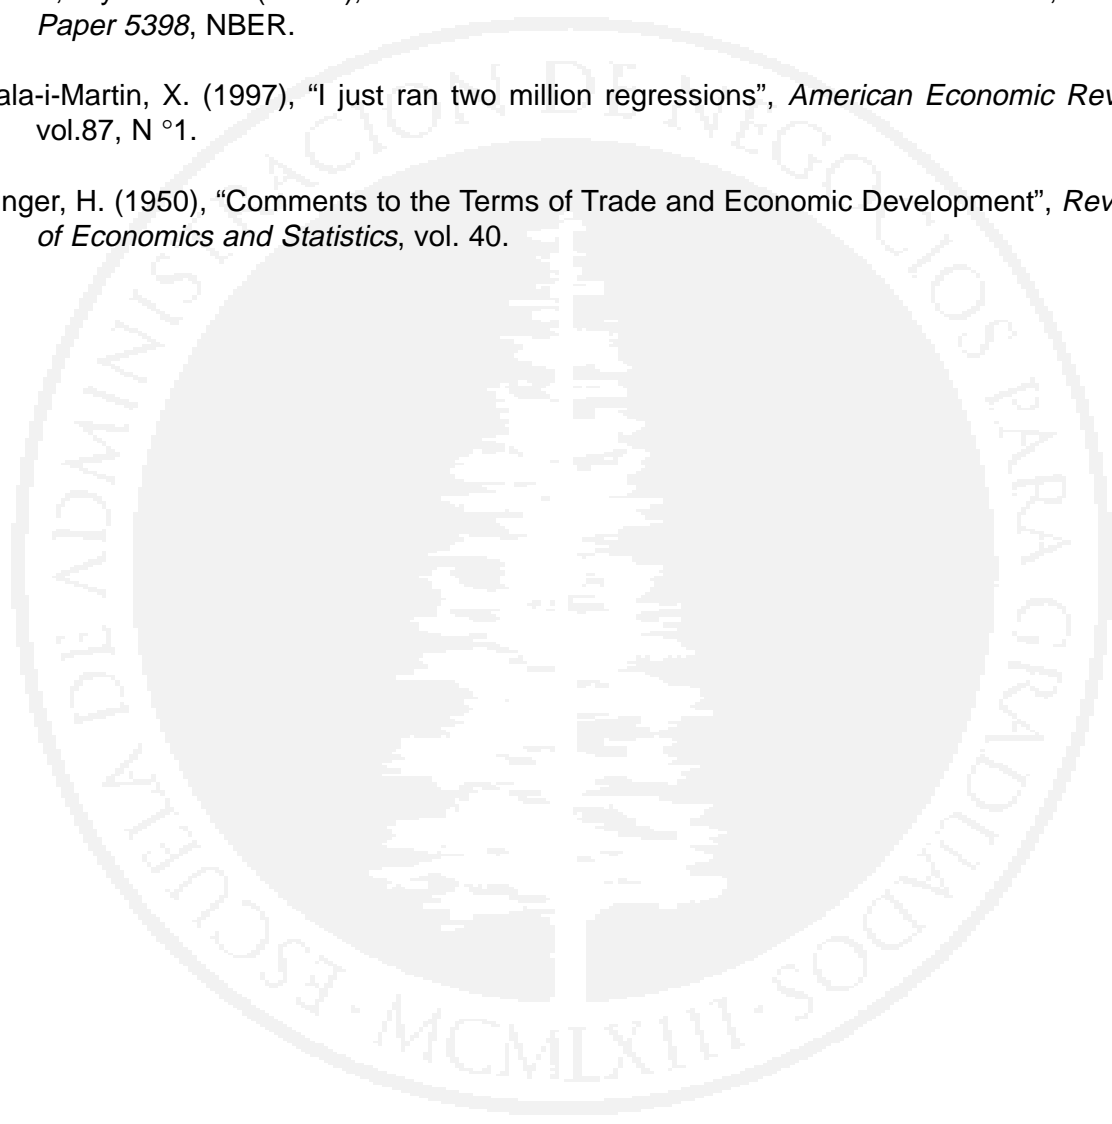 Paper 5398, NBER.
ala-i-Martin, X. (1997), “I just ran two million regressions”, American Economic Rev
vol.87, N °1.
nger, H. (1950), “Comments to the Terms of Trade and Economic Development”, Rev
of Economics and Statistics, vol. 40.
ESCUELA DE ADMINISTRACION DE NEGOCIOS PARA GRADUADOS · MCMLXIII ·